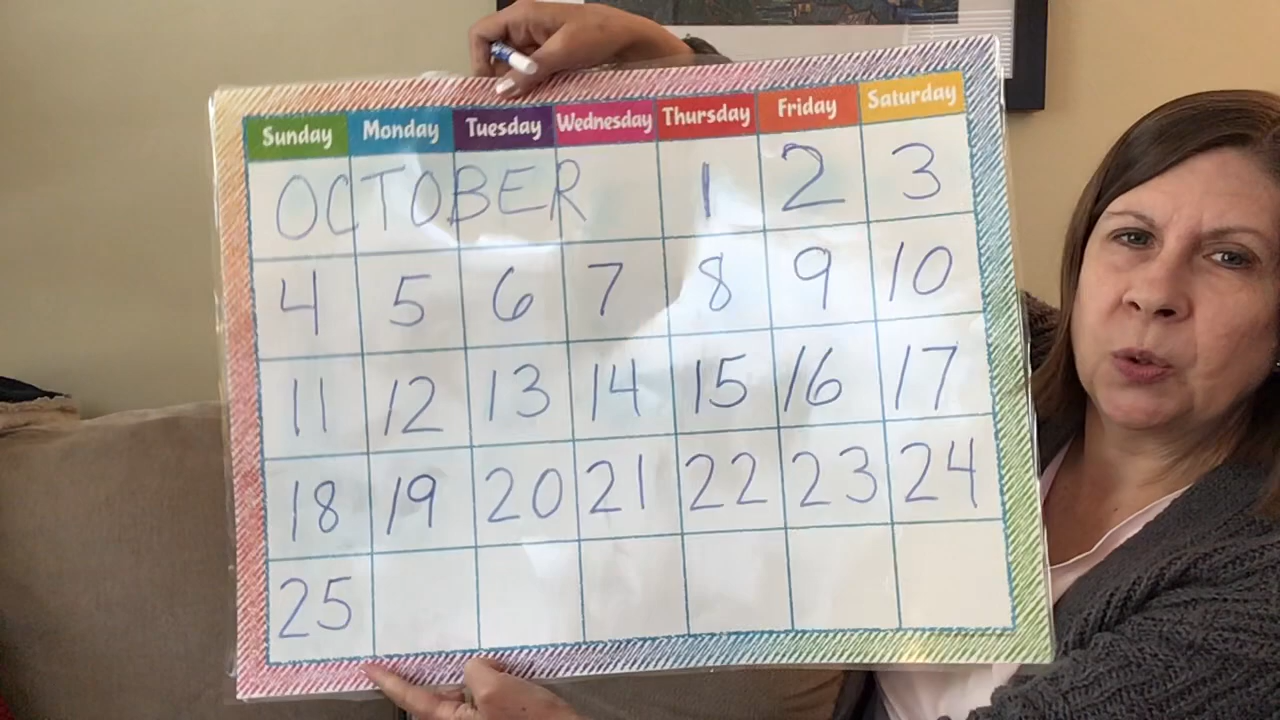 Sunday Monday Tuesday Wednesday Thursday Friday Saturday
OCTOBER 1 2 3
4 5 6 7 8 9 10
11 12 13 14 15 16 17
18 19 20 21 22 23 24
25